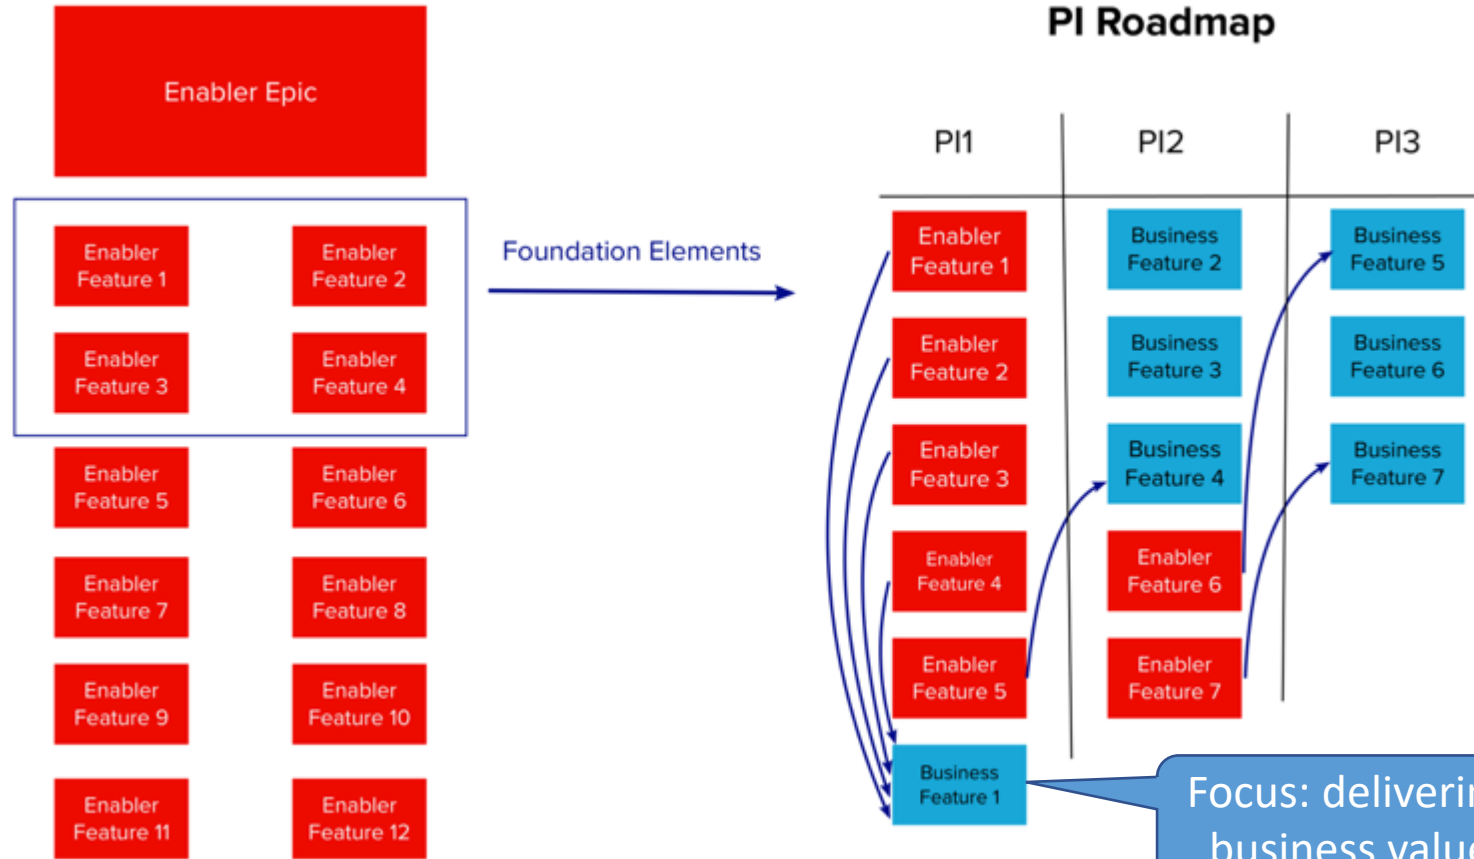 PI Roadmap
Enabler Epic
Enabler
Feature 1
Enabler
Feature 2
Enabler
Feature 3
Enabler
Feature 4
Enabler
Feature 5
Enabler
Feature 6
Enabler
Feature 7
Enabler
Feature 8
Enabler
Feature 9
Enabler
Feature 10
Enabler
Feature 11
Enabler
Feature 12
Foundation Elements
PI1
PI2
PI3
Enabler
Feature 1
Enabler
Feature 2
Enabler
Feature 3
Enabler
Feature 4
Enabler
Feature 5
Business
Feature 1
Business
Feature 2
Business
Feature 3
Business
Feature 4
Enabler
Feature 6
Enabler
Feature 7
Business
Feature 5
Business
Feature 6
Business
Feature 7
Focus:
business value